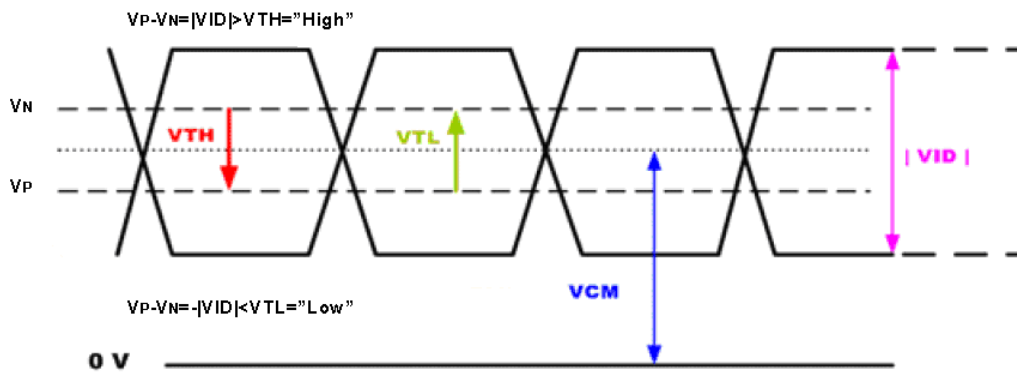 VP-VN=|VID|>VTH=”High”
VN
VTH
VTL
| VID |
VP
VCM
VP-VN=-|VID|<VTL=”Low”
0 V